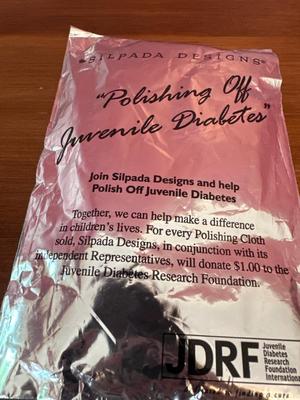 SILPADA DESIGNS®
"Polishing Off
Juvenile Diabetes"
Join Silpada Designs and help
Polish Off Juvenile Diabetes
Together, we can help make a difference
in children's lives. For every Polishing Cloth
sold, Silpada Designs, in conjunction with its
independent Representatives, will donate $1.00 to the
Juvenile Diabetes Research Foundation.
JDRF
Juvenile
Diabetes
Research
Foundation
International
finding a cure